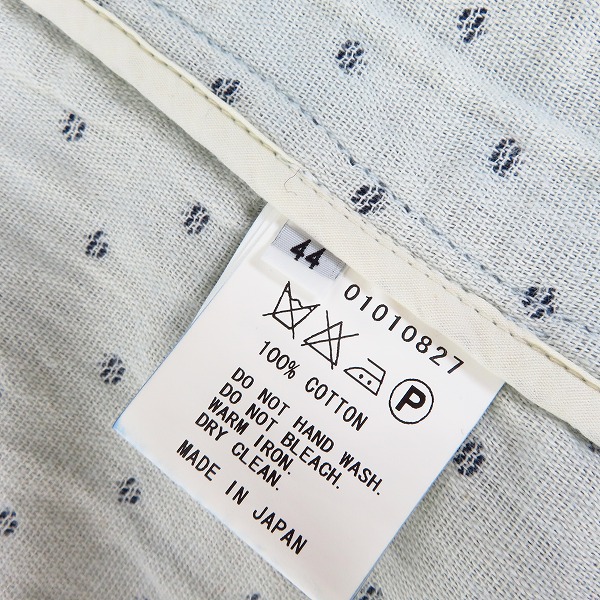 44
01010827
P
100% COTTON
DO NOT HAND WASH.
DO NOT BLEACH.
WARM IRON.
DRY CLEAN.
MADE IN JAPAN